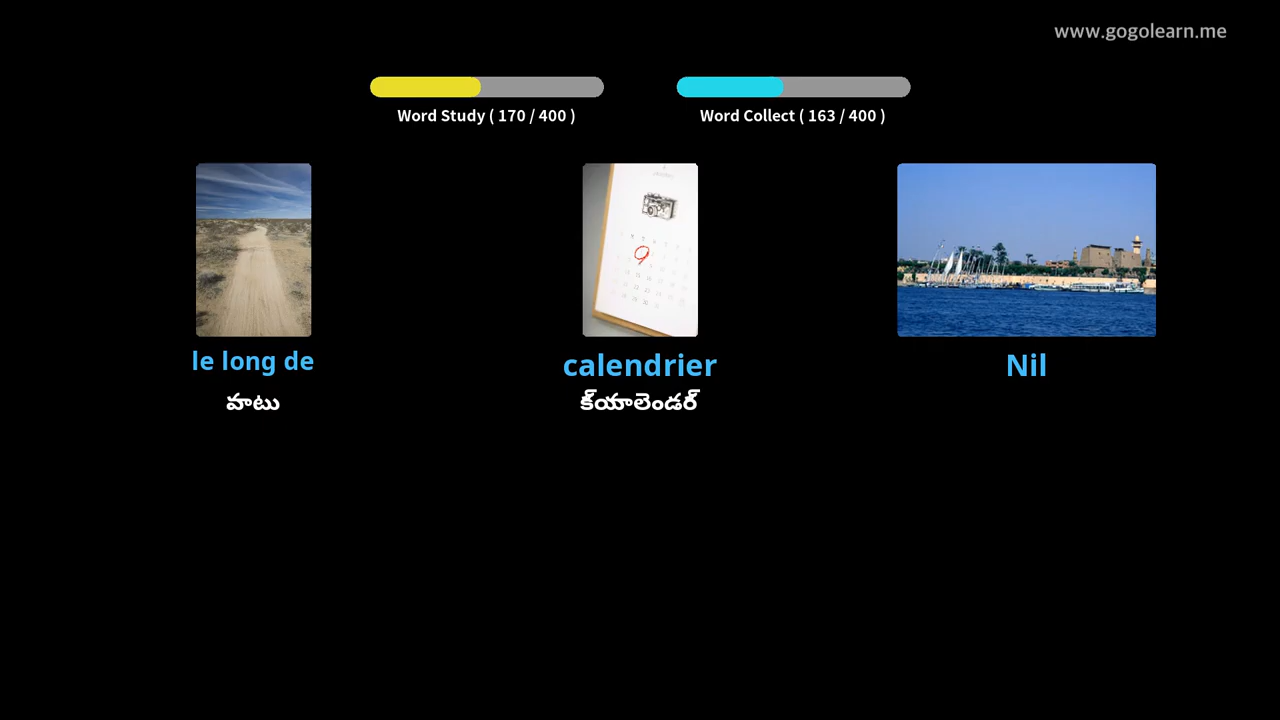 www.gogolearn.me
Word Study ( 170 / 400 )
Word Collect ( 163 / 400 )
le long de
calendrier
Nil
క్‌యాలెండర్